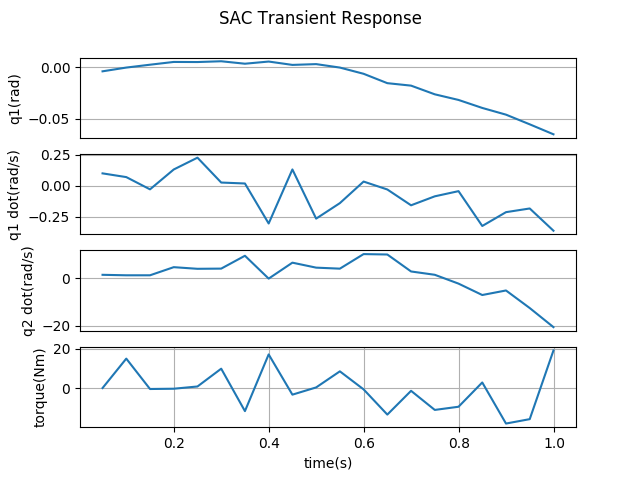 SAC Transient Response
q1(rad)
0.00
−0.05
q1 dot(rad/s)
0.25
0.00
−0.25
q2 dot(rad/s)
0
−20
torque(Nm)
20
0
0.2 0.4 0.6 0.8 1.0
time(s)